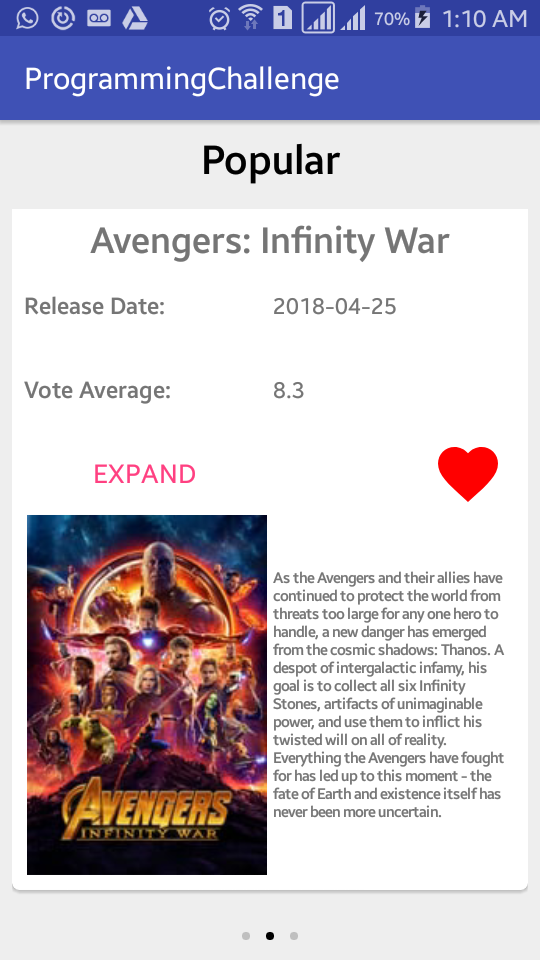 1 70% 1:10 AM
ProgrammingChallenge
Popular
Avengers: Infinity War
Release Date: 2018-04-25
Vote Average: 8.3
EXPAND
As the Avengers and their allies have
continued to protect the world from
threats too large for any one hero to
handle, a new danger has emerged
from the cosmic shadows: Thanos. A
despot of intergalactic infamy, his
goal is to collect all six Infinity
Stones, artifacts of unimaginable
power, and use them to inflict his
twisted will on all of reality.
Everything the Avengers have fought
for has led up to this moment - the
fate of Earth and existence itself has
never been more uncertain.
AVENGERS
INFINITY WAR